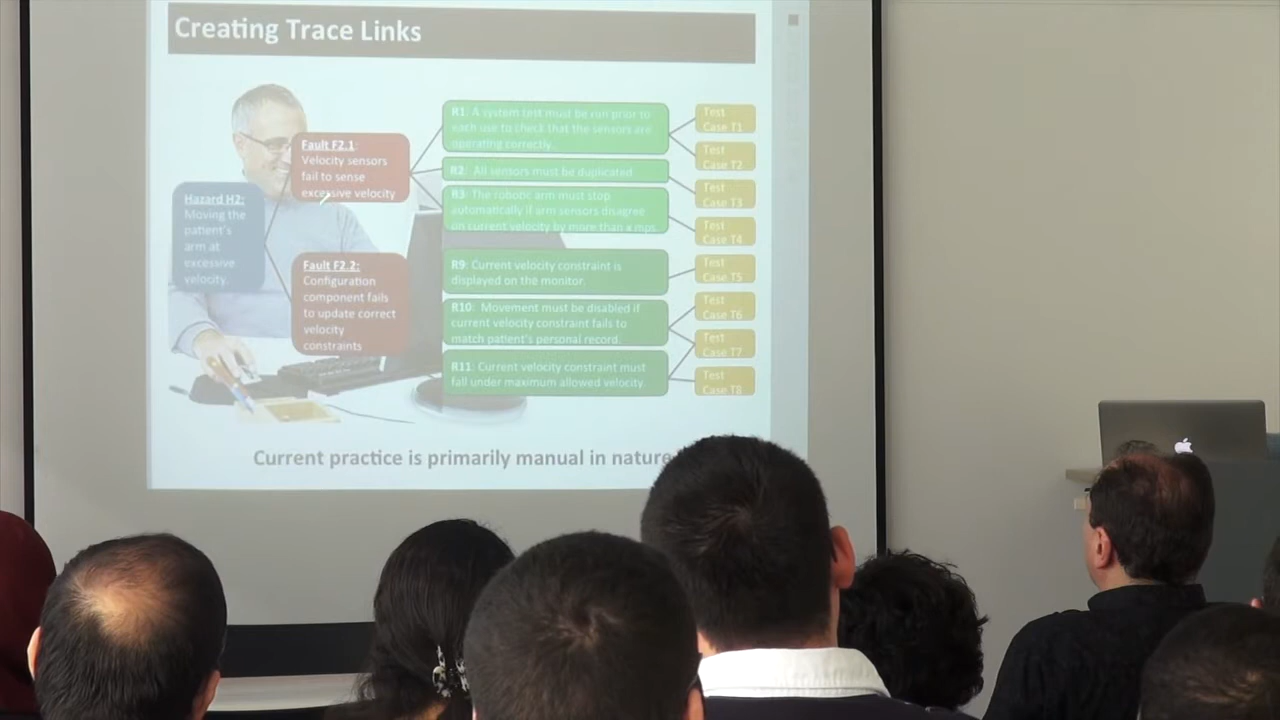 Creating Trace Links
Hazard H2:
Moving the
patient's
arm at
excessive
velocity.
Fault F2.1:
Velocity sensors
fail to sense
excessive velocity
Fault F2.2:
Configuration
component fails
to update correct
velocity
constraints
R1: A system test must be run prior to
each use to check that the sensors are
operating correctly.
R2: All sensors must be duplicated
R3: The robotic arm must stop
automatically if arm sensors disagree
on current velocity by more than x mps.
R9: Current velocity constraint is
displayed on the monitor.
R10: Movement must be disabled if
current velocity constraint fails to
match patient's personal record.
R11: Current velocity constraint must
fall under maximum allowed velocity.
Test
Case T1
Test
Case T2
Test
Case T3
Test
Case T4
Test
Case T5
Test
Case T6
Test
Case T7
Test
Case T8
Current practice is primarily manual in nature